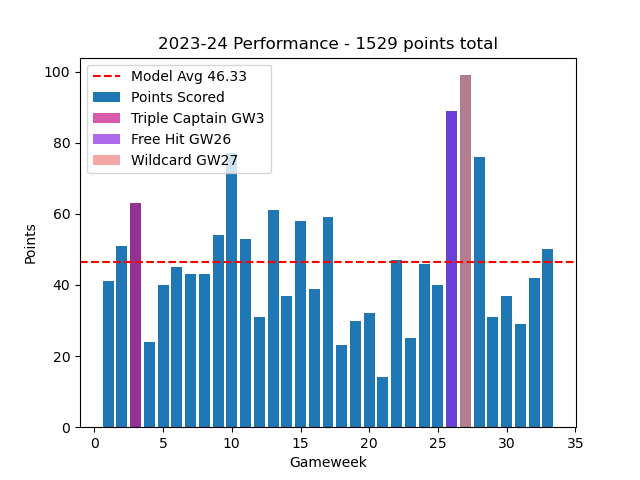 2023-24 Performance - 1529 points total
Model Avg 46.33
Points Scored
Triple Captain GW3
Free Hit GW26
Wildcard GW27
Points
100
80
60
40
20
0
0 5 10 15 20 25 30 35
Gameweek